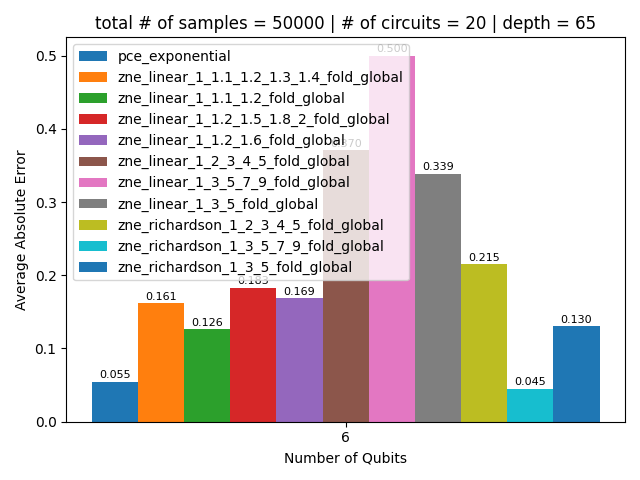 total # of samples = 50000 | # of circuits = 20 | depth = 65
Average Absolute Error
0.5
0.4
0.3
0.2
0.1
0.0
pce_exponential
zne_linear_1_1.1_1.2_1.3_1.4_fold_global
zne_linear_1_1.1_1.2_fold_global
zne_linear_1_1.2_1.5_1.8_2_fold_global
zne_linear_1_1.2_1.6_fold_global
zne_linear_1_2_3_4_5_fold_global
zne_linear_1_3_5_7_9_fold_global
zne_linear_1_3_5_fold_global
zne_richardson_1_2_3_4_5_fold_global
zne_richardson_1_3_5_7_9_fold_global
zne_richardson_1_3_5_fold_global
0.055
0.161
0.126
0.183
0.169
0.370
0.500
0.339
0.215
0.045
0.130
6
Number of Qubits